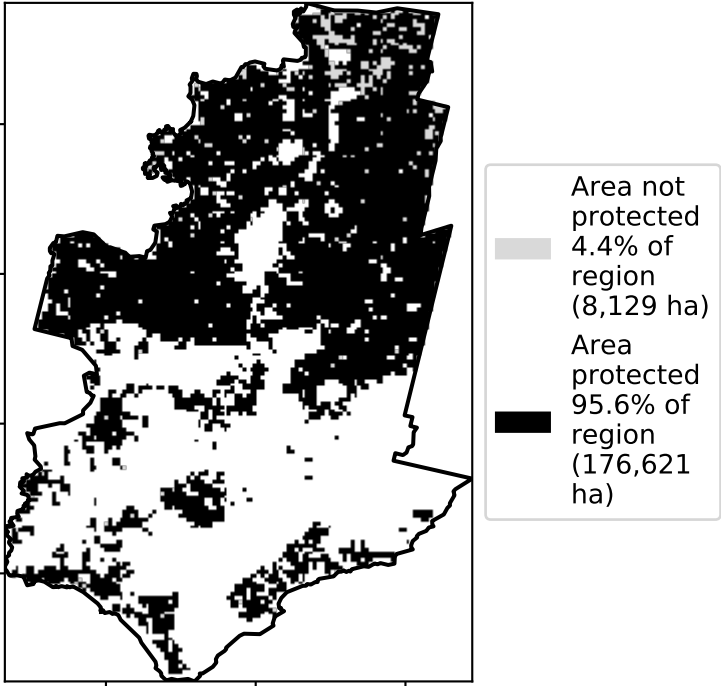 Area not
protected
4.4% of
region
(8,129 ha)
Area
protected
95.6% of
region
(176,621
ha)